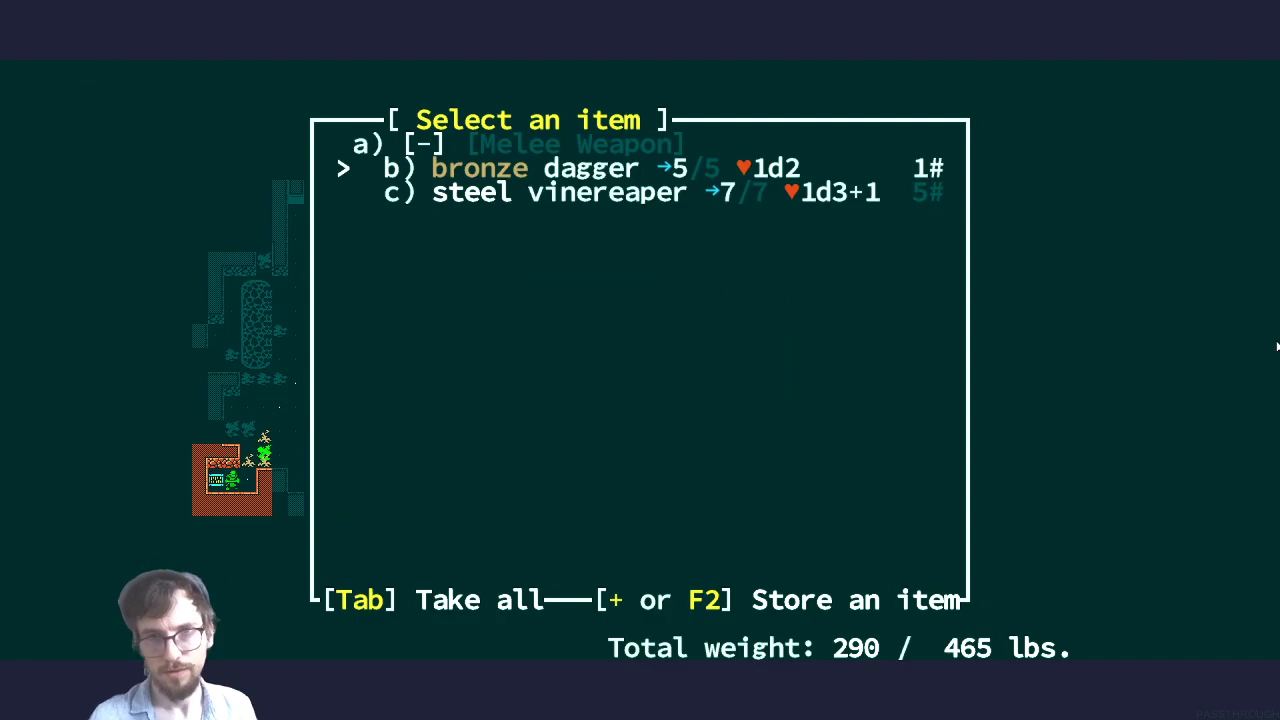 [ Select an item ]
a) [-] [Melee Weapon]
> b) bronze dagger →5/5 ♥1d2 1#
c) steel vinereaper →7/7 ♥1d3+1 5#
[Tab] Take all [+ or F2] Store an item
Total weight: 290 / 465 lbs.